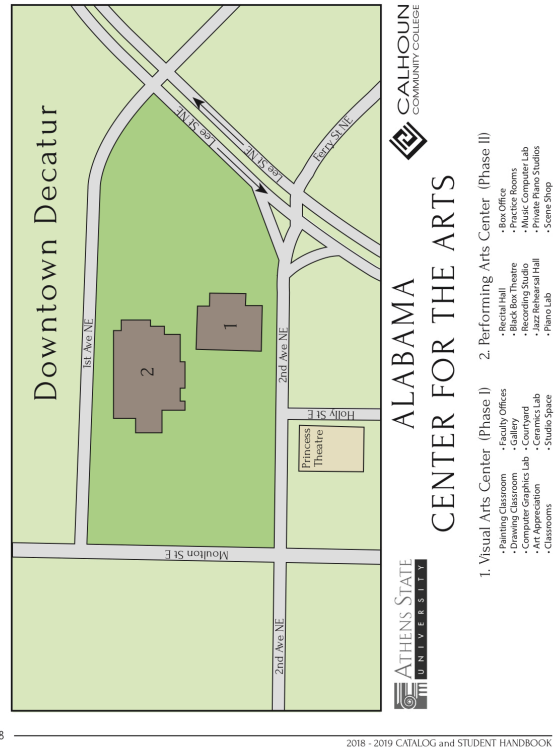 Downtown Decatur
1st Ave NE
Lee St NE
Lee St NE
Ferry St NE
2
1
2nd Ave NE
2nd Ave NE
Moulton St E
Holly St E
Princess
Theatre
ATHENS STATE
UNIVERSITY
ALABAMA
CENTER FOR THE ARTS
CALHOUN
COMMUNITY COLLEGE
1. Visual Arts Center (Phase I)
• Painting Classroom
• Drawing Classroom
• Computer Graphics Lab
• Art Appreciation
• Classrooms
• Faculty Offices
• Gallery
• Courtyard
• Ceramics Lab
• Studio Space
2. Performing Arts Center (Phase II)
• Recital Hall
• Black Box Theatre
• Recording Studio
• Jazz Rehearsal Hall
• Piano Lab
• Box Office
• Practice Rooms
• Music Computer Lab
• Private Piano Studios
• Scene Shop
8
2018 - 2019 CATALOG and STUDENT HANDBOOK